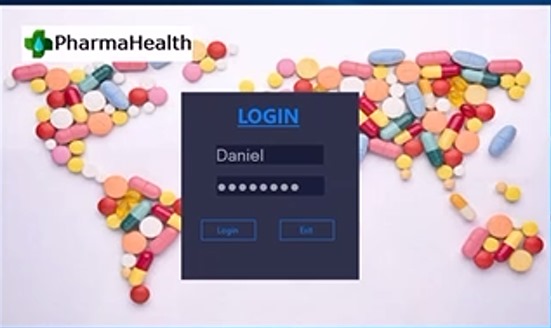 PharmaHealth
LOGIN
Daniel
●●●●●●●●
Login
Exit